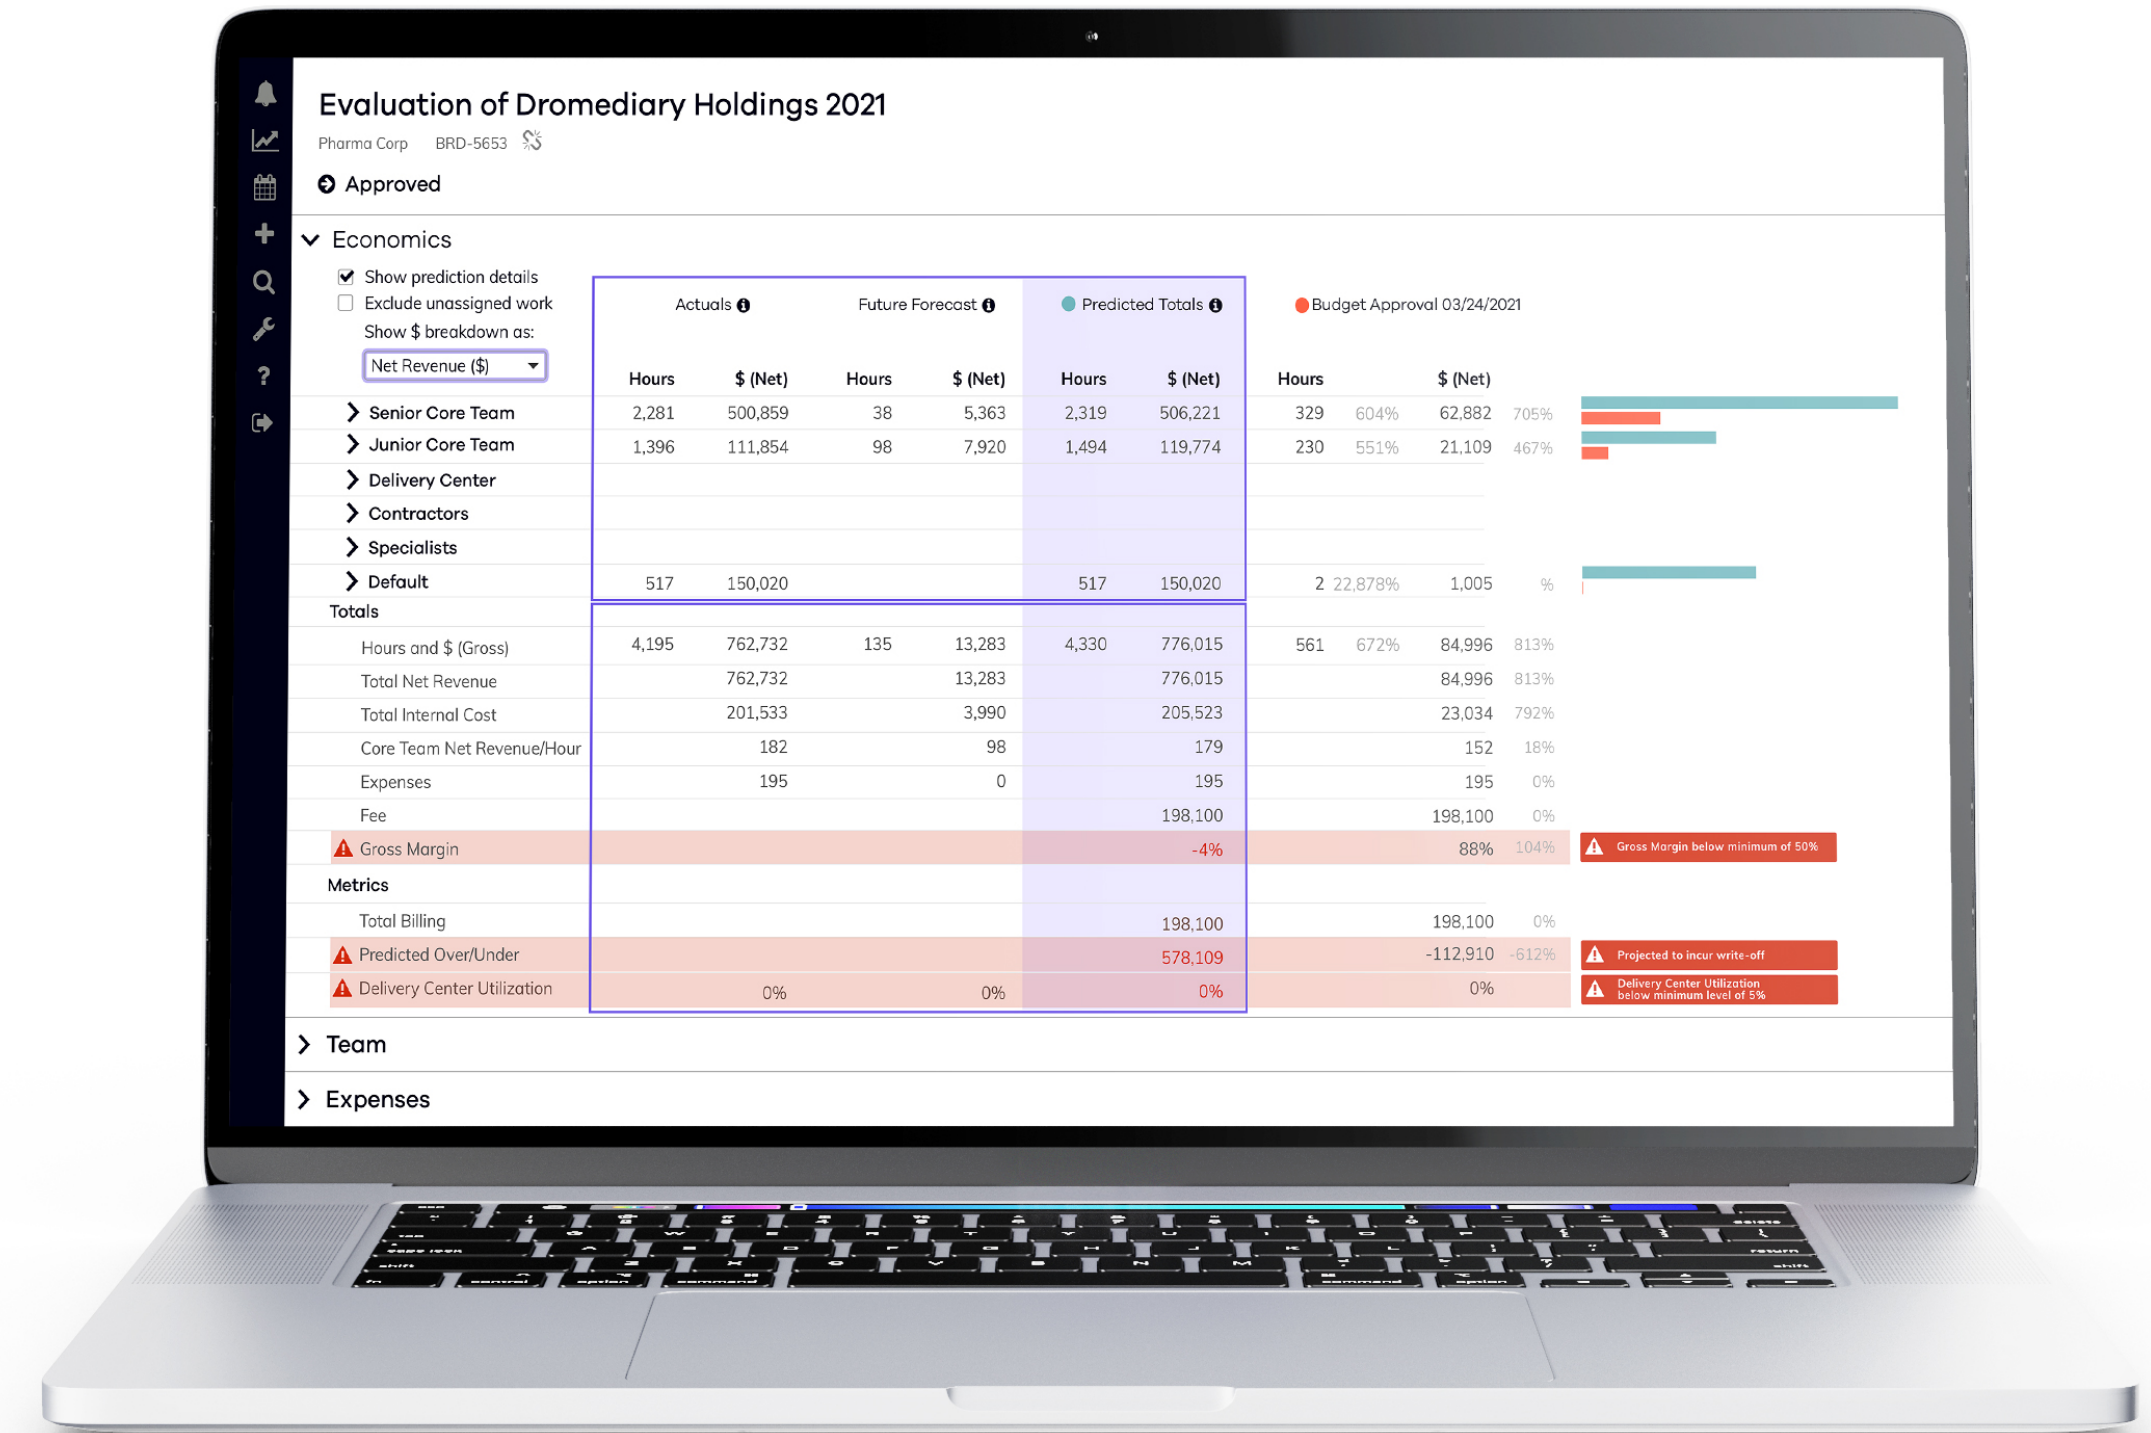 Evaluation of Dromediary Holdings 2021
Pharma Corp BRD-5653
Approved
Economics
Show prediction details
Exclude unassigned work
Show $ breakdown as:
Net Revenue ($)
Actuals Future Forecast Predicted Totals Budget Approval 03/24/2021
Hours $ (Net) Hours $ (Net) Hours $ (Net) Hours $ (Net)
Senior Core Team 2,281 500,859 38 5,363 2,319 506,221 329 604% 62,882 705%
Junior Core Team 1,396 111,854 98 7,920 1,494 119,774 230 551% 21,109 467%
Delivery Center
Contractors
Specialists
Default 517 150,020 517 150,020 2 22,878% 1,005 %
Totals
Hours and $ (Gross) 4,195 762,732 135 13,283 4,330 776,015 561 672% 84,996 813%
Total Net Revenue 762,732 13,283 776,015 84,996 813%
Total Internal Cost 201,533 3,990 205,523 23,034 792%
Core Team Net Revenue/Hour 182 98 179 152 18%
Expenses 195 0 195 195 0%
Fee 198,100 198,100 0%
Gross Margin -4% 88% 104% Gross Margin below minimum of 50%
Metrics
Total Billing 198,100 198,100 0%
Predicted Over/Under 578,109 -112,910 -612% Projected to incur write-off
Delivery Center Utilization 0% 0% 0% 0% Delivery Center Utilization
below minimum level of 5%
Team
Expenses
delete
return
shift shift
fn control option command command option